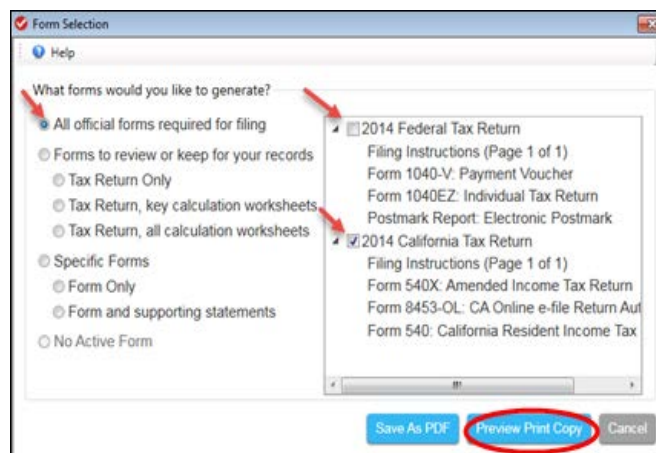 Form Selection
Help
What forms would you like to generate?
All official forms required for filing
Forms to review or keep for your records
Tax Return Only
Tax Return, key calculation worksheets
Tax Return, all calculation worksheets
Specific Forms
Form Only
Form and supporting statements
No Active Form
2014 Federal Tax Return
Filing Instructions (Page 1 of 1)
Form 1040-V: Payment Voucher
Form 1040EZ: Individual Tax Return
Postmark Report: Electronic Postmark
2014 California Tax Return
Filing Instructions (Page 1 of 1)
Form 540X: Amended Income Tax Return
Form 8453-OL: CA Online e-file Return Aut
Form 540: California Resident Income Tax
Save As PDF
Preview Print Copy
Cancel